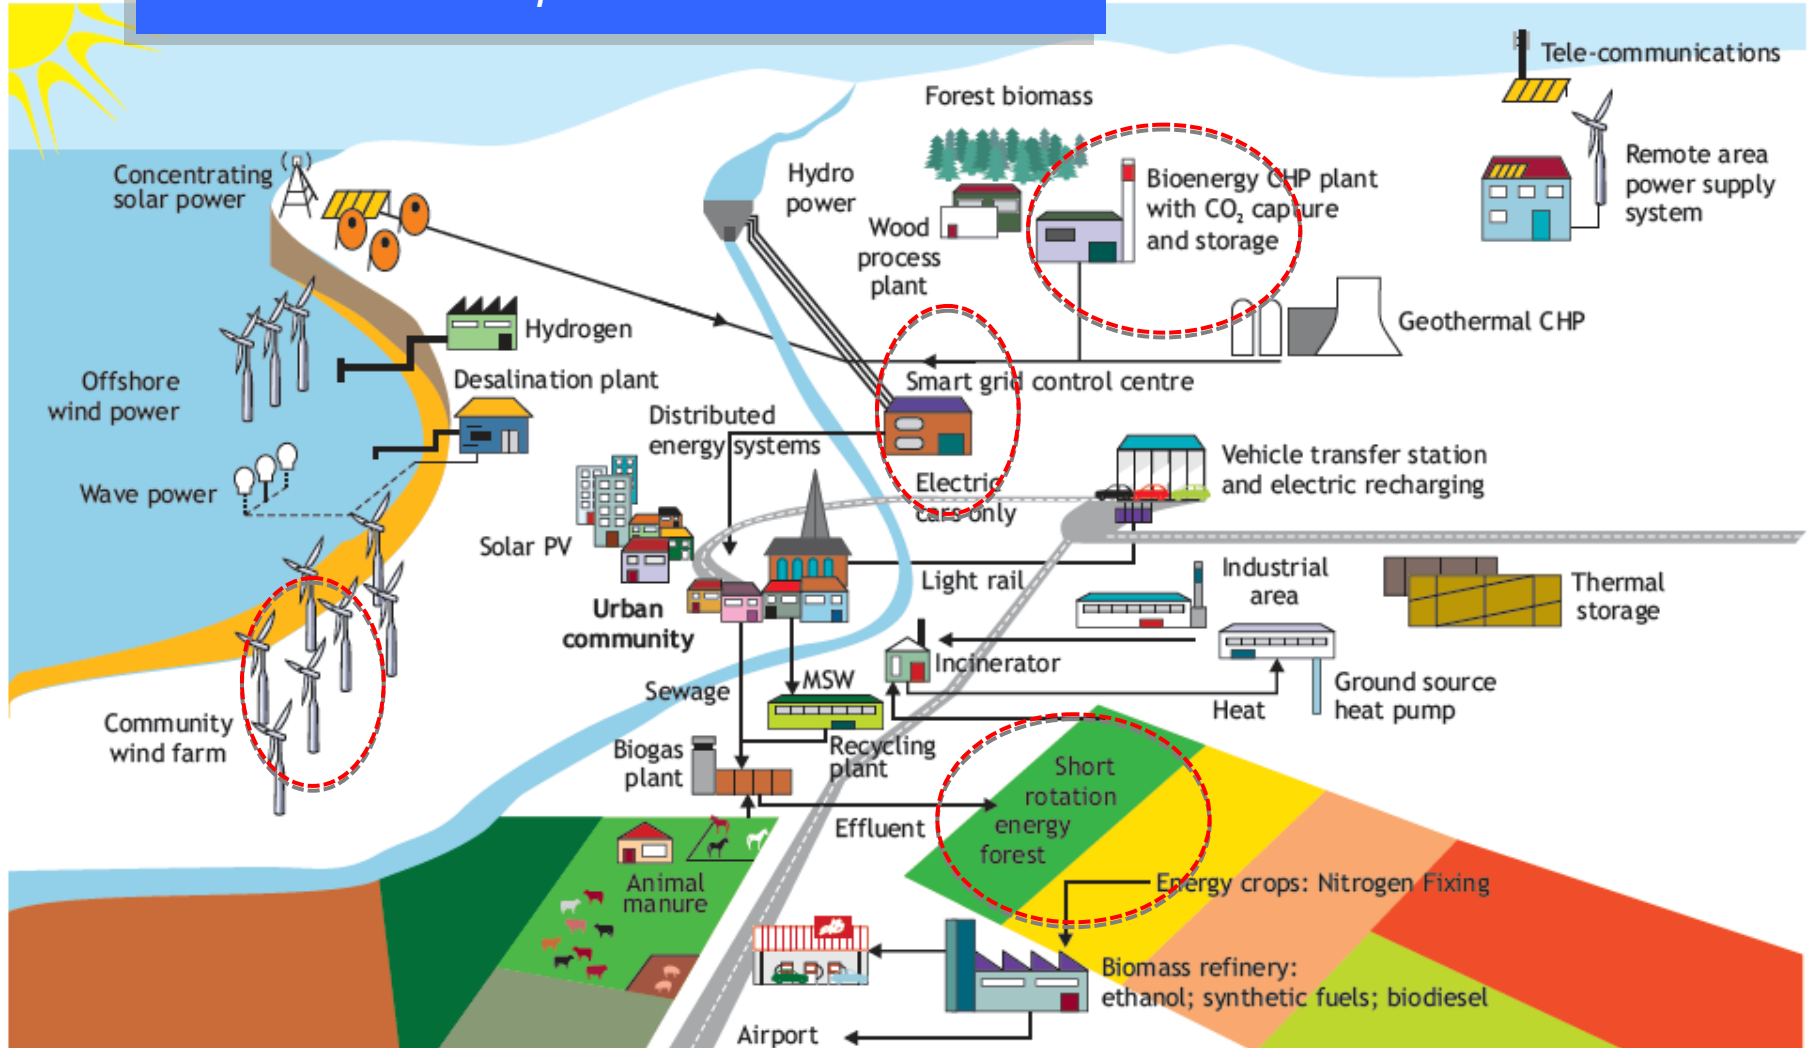 Tele-communications
Forest biomass
Concentrating
solar power
Hydro
power
Bioenergy CHP plant
with CO₂ capture
and storage
Remote area
power supply
system
Wood
process
plant
Hydrogen
Geothermal CHP
Offshore
wind power
Desalination plant
Smart grid control centre
Distributed
energy systems
Wave power
Electric
cars only
Vehicle transfer station
and electric recharging
Solar PV
Light rail
Industrial
area
Thermal
storage
Urban
community
Incinerator
Sewage
MSW
Ground source
heat pump
Heat
Community
wind farm
Biogas
plant
Recycling
plant
Short
rotation
energy
forest
Effluent
Animal
manure
Energy crops: Nitrogen Fixing
Biomass refinery:
ethanol; synthetic fuels; biodiesel
Airport